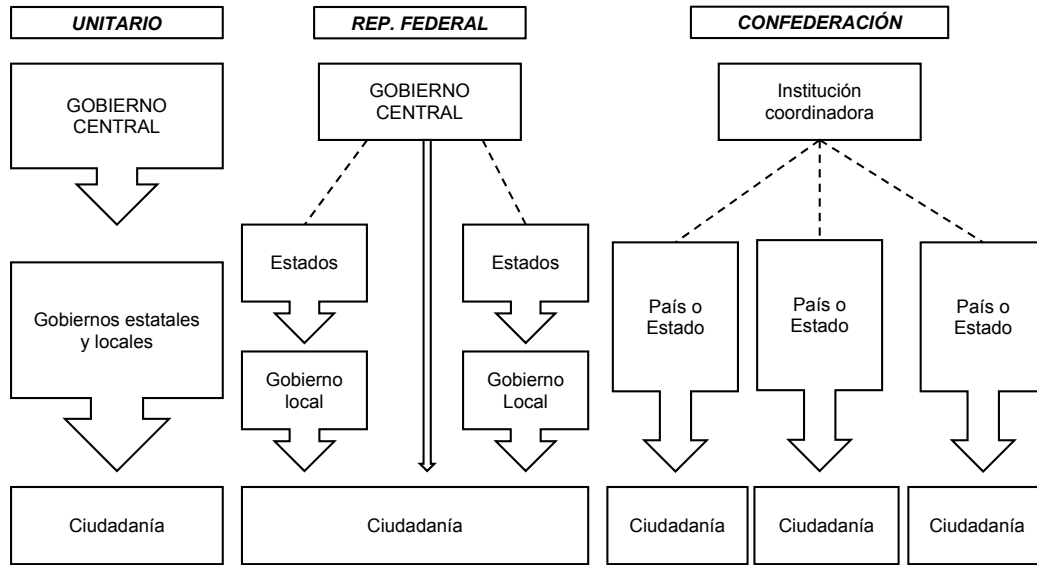 UNITARIO
REP. FEDERAL
CONFEDERACIÓN
GOBIERNO
CENTRAL
GOBIERNO
CENTRAL
Institución
coordinadora
Estados
Estados
Gobiernos estatales
y locales
País o
Estado
País o
Estado
País o
Estado
Gobierno
local
Gobierno
Local
Ciudadanía
Ciudadanía
Ciudadanía
Ciudadanía
Ciudadanía